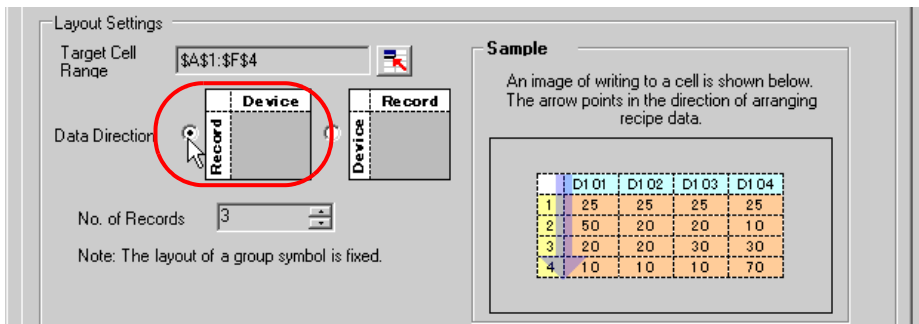 Layout Settings
Target Cell
Range
$A$1:$F$4
Data Direction
Device
Record
Record
Device
No. of Records
3
Note: The layout of a group symbol is fixed.
Sample
An image of writing to a cell is shown below.
The arrow points in the direction of arranging
recipe data.
D101 D102 D103 D104
1 25 25 25 25
2 50 20 20 10
3 20 20 30 30
4 10 10 10 70